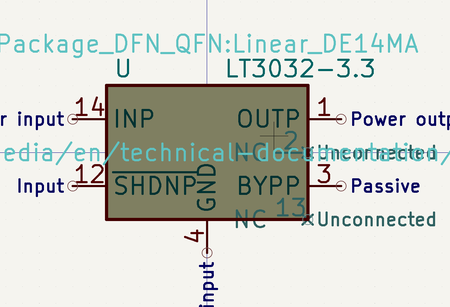 Package_DFN_QFN:Linear_DE14MA
U LT3032-3.3
r input 14 INP OUTP 1 Power outp
NC 2 Unconnected
edia/en/technical-documentation/
Input 12 SHDNP BYPP 3 Passive
GND
NC 13 Unconnected
4
input